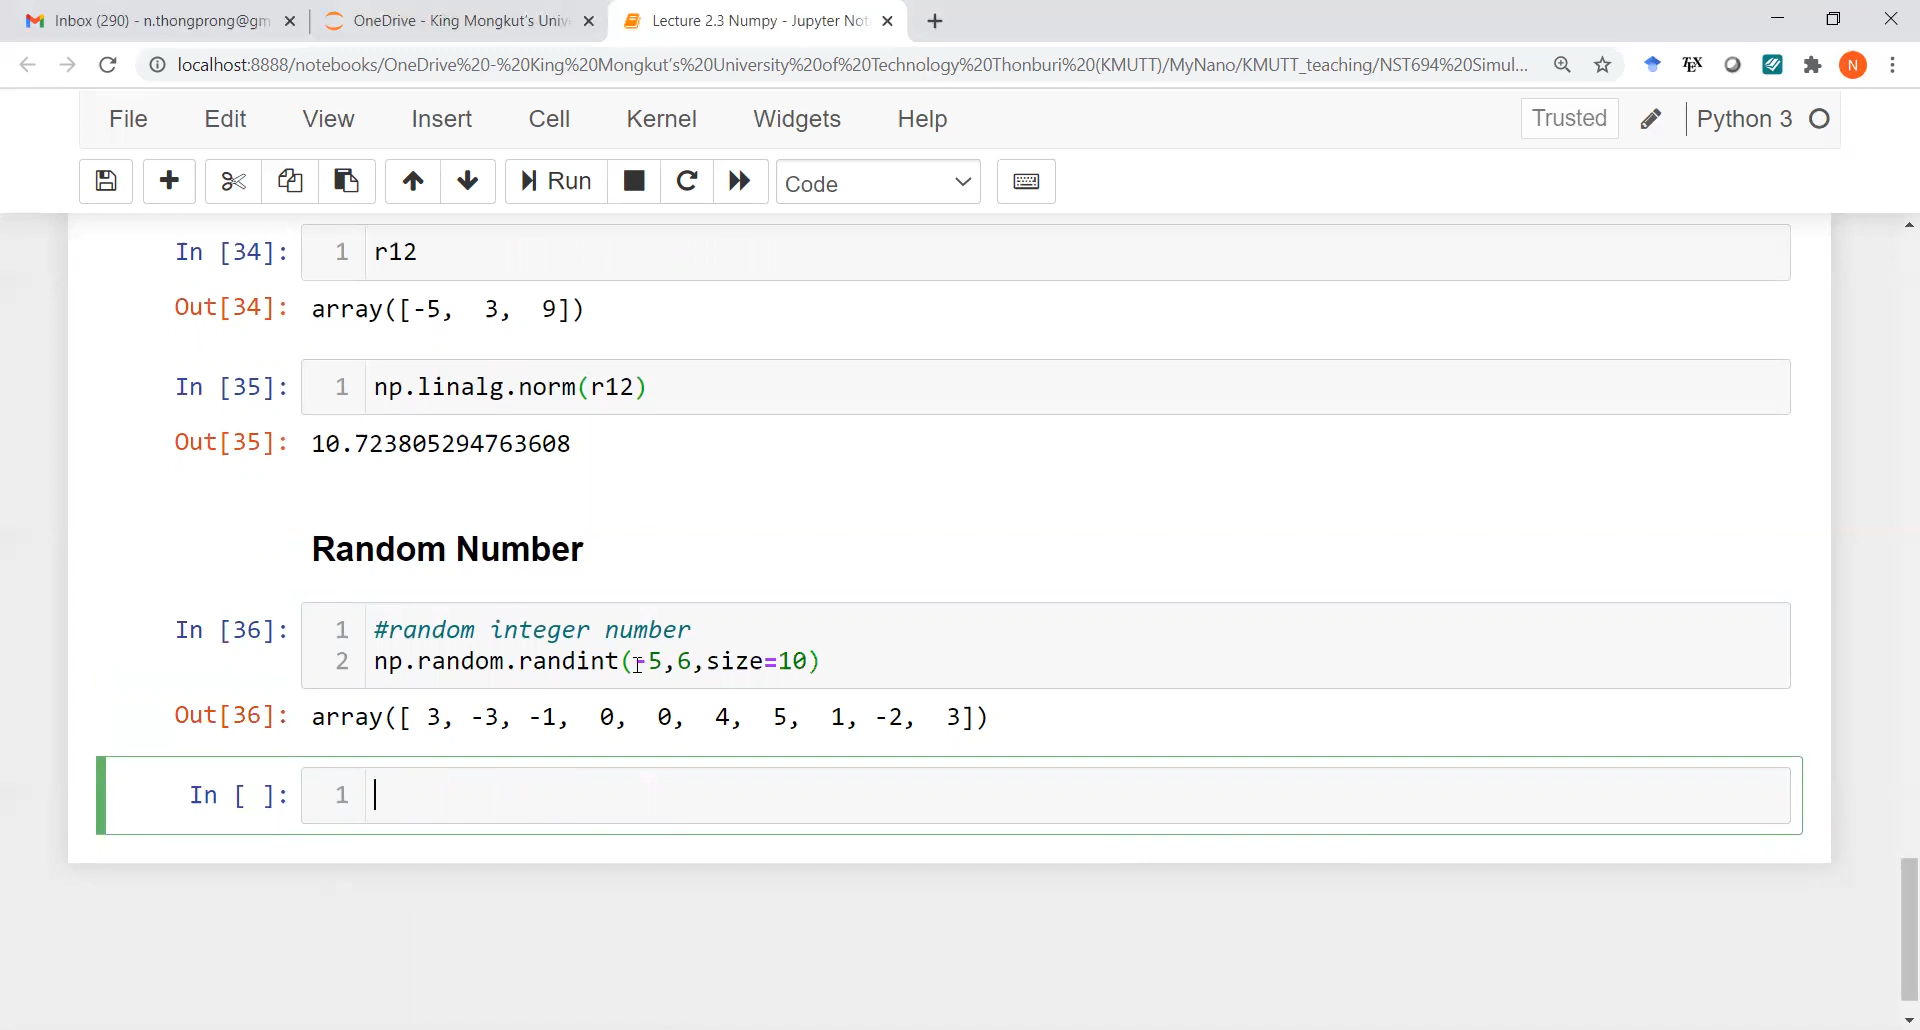 Inbox (290) - n.thongprong@gm
OneDrive - King Mongkut's Univ
Lecture 2.3 Numpy - Jupyter Not
localhost:8888/notebooks/OneDrive%20-%20King%20Mongkut's%20University%20of%20Technology%20Thonburi%20(KMUTT)/MyNano/KMUTT_teaching/NST694%20Simul...
N
File Edit View Insert Cell Kernel Widgets Help
Trusted
Python 3
Run
Code
In [34]: 1 r12
Out[34]: array([-5,  3,  9])
In [35]: 1 np.linalg.norm(r12)
Out[35]: 10.723805294763608
Random Number
In [36]: 1 #random integer number
2 np.random.randint(-5,6,size=10)
Out[36]: array([ 3, -3, -1,  0,  0,  4,  5,  1, -2,  3])
In [ ]: 1